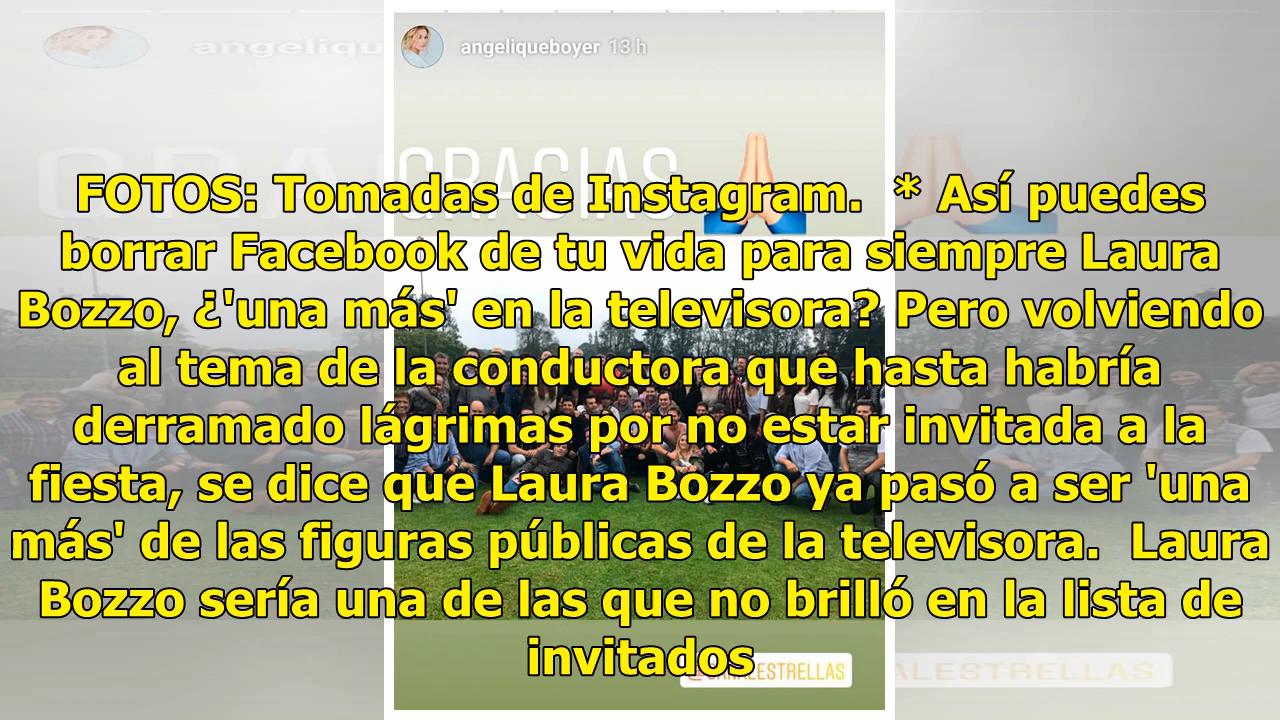 angeliqueboyer 13 h
GRACIAS
FOTOS: Tomadas de Instagram.  * Así puedes
borrar Facebook de tu vida para siempre Laura
Bozzo, ¿'una más' en la televisora? Pero volviendo
al tema de la conductora que hasta habría
derramado lágrimas por no estar invitada a la
fiesta, se dice que Laura Bozzo ya pasó a ser 'una
más' de las figuras públicas de la televisora.  Laura
Bozzo sería una de las que no brilló en la lista de
invitados
@CANALESTRELLAS